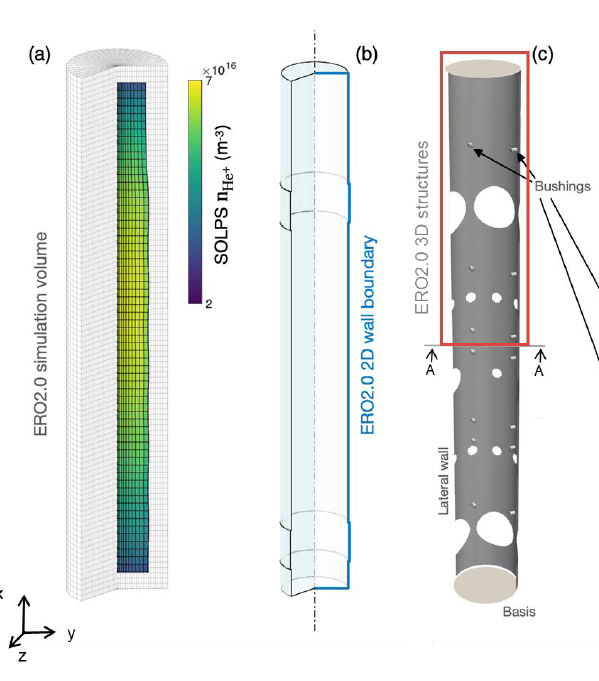 (a)
(b)
(c)
×10¹⁶
7
2
SOLPS n_He+ (m⁻³)
ERO2.0 simulation volume
ERO2.0 2D wall boundary
ERO2.0 3D structures
Bushings
A
A
Lateral wall
Basis
x
y
z